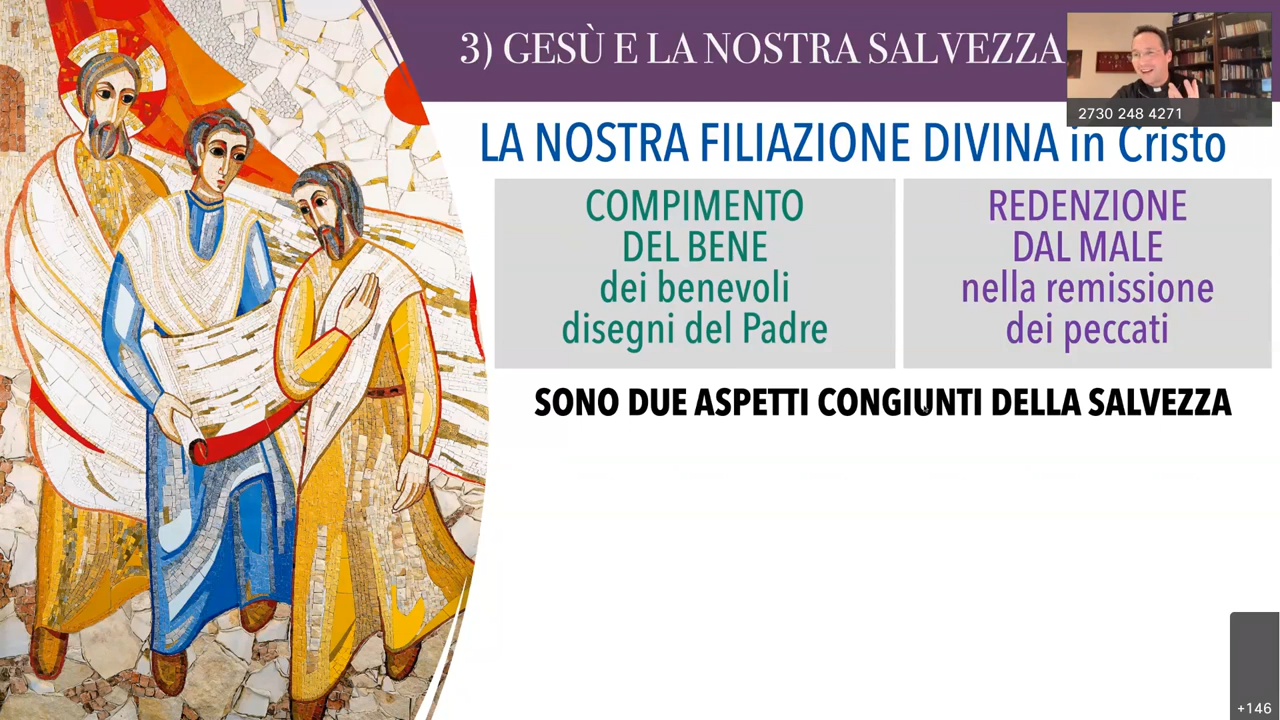 3) GESÙ E LA NOSTRA SALVEZZA
2730 248 4271
LA NOSTRA FILIAZIONE DIVINA in Cristo
COMPIMENTO
DEL BENE
dei benevoli
disegni del Padre
REDENZIONE
DAL MALE
nella remissione
dei peccati
SONO DUE ASPETTI CONGIUNTI DELLA SALVEZZA
+146